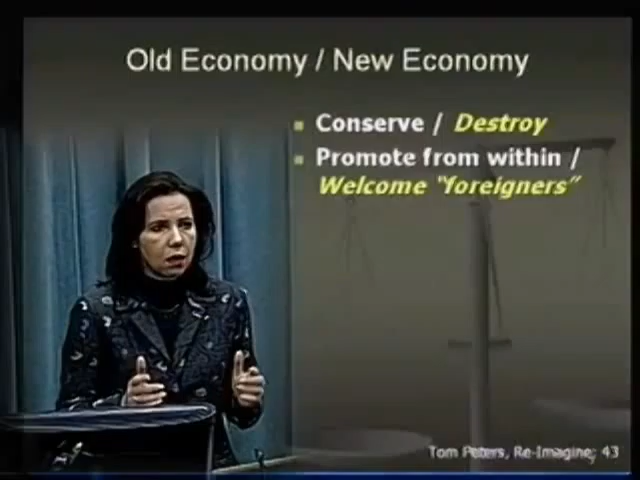 Old Economy / New Economy
Conserve / Destroy
Promote from within /
Welcome "foreigners"
Tom Peters, Re-Imagine; 43